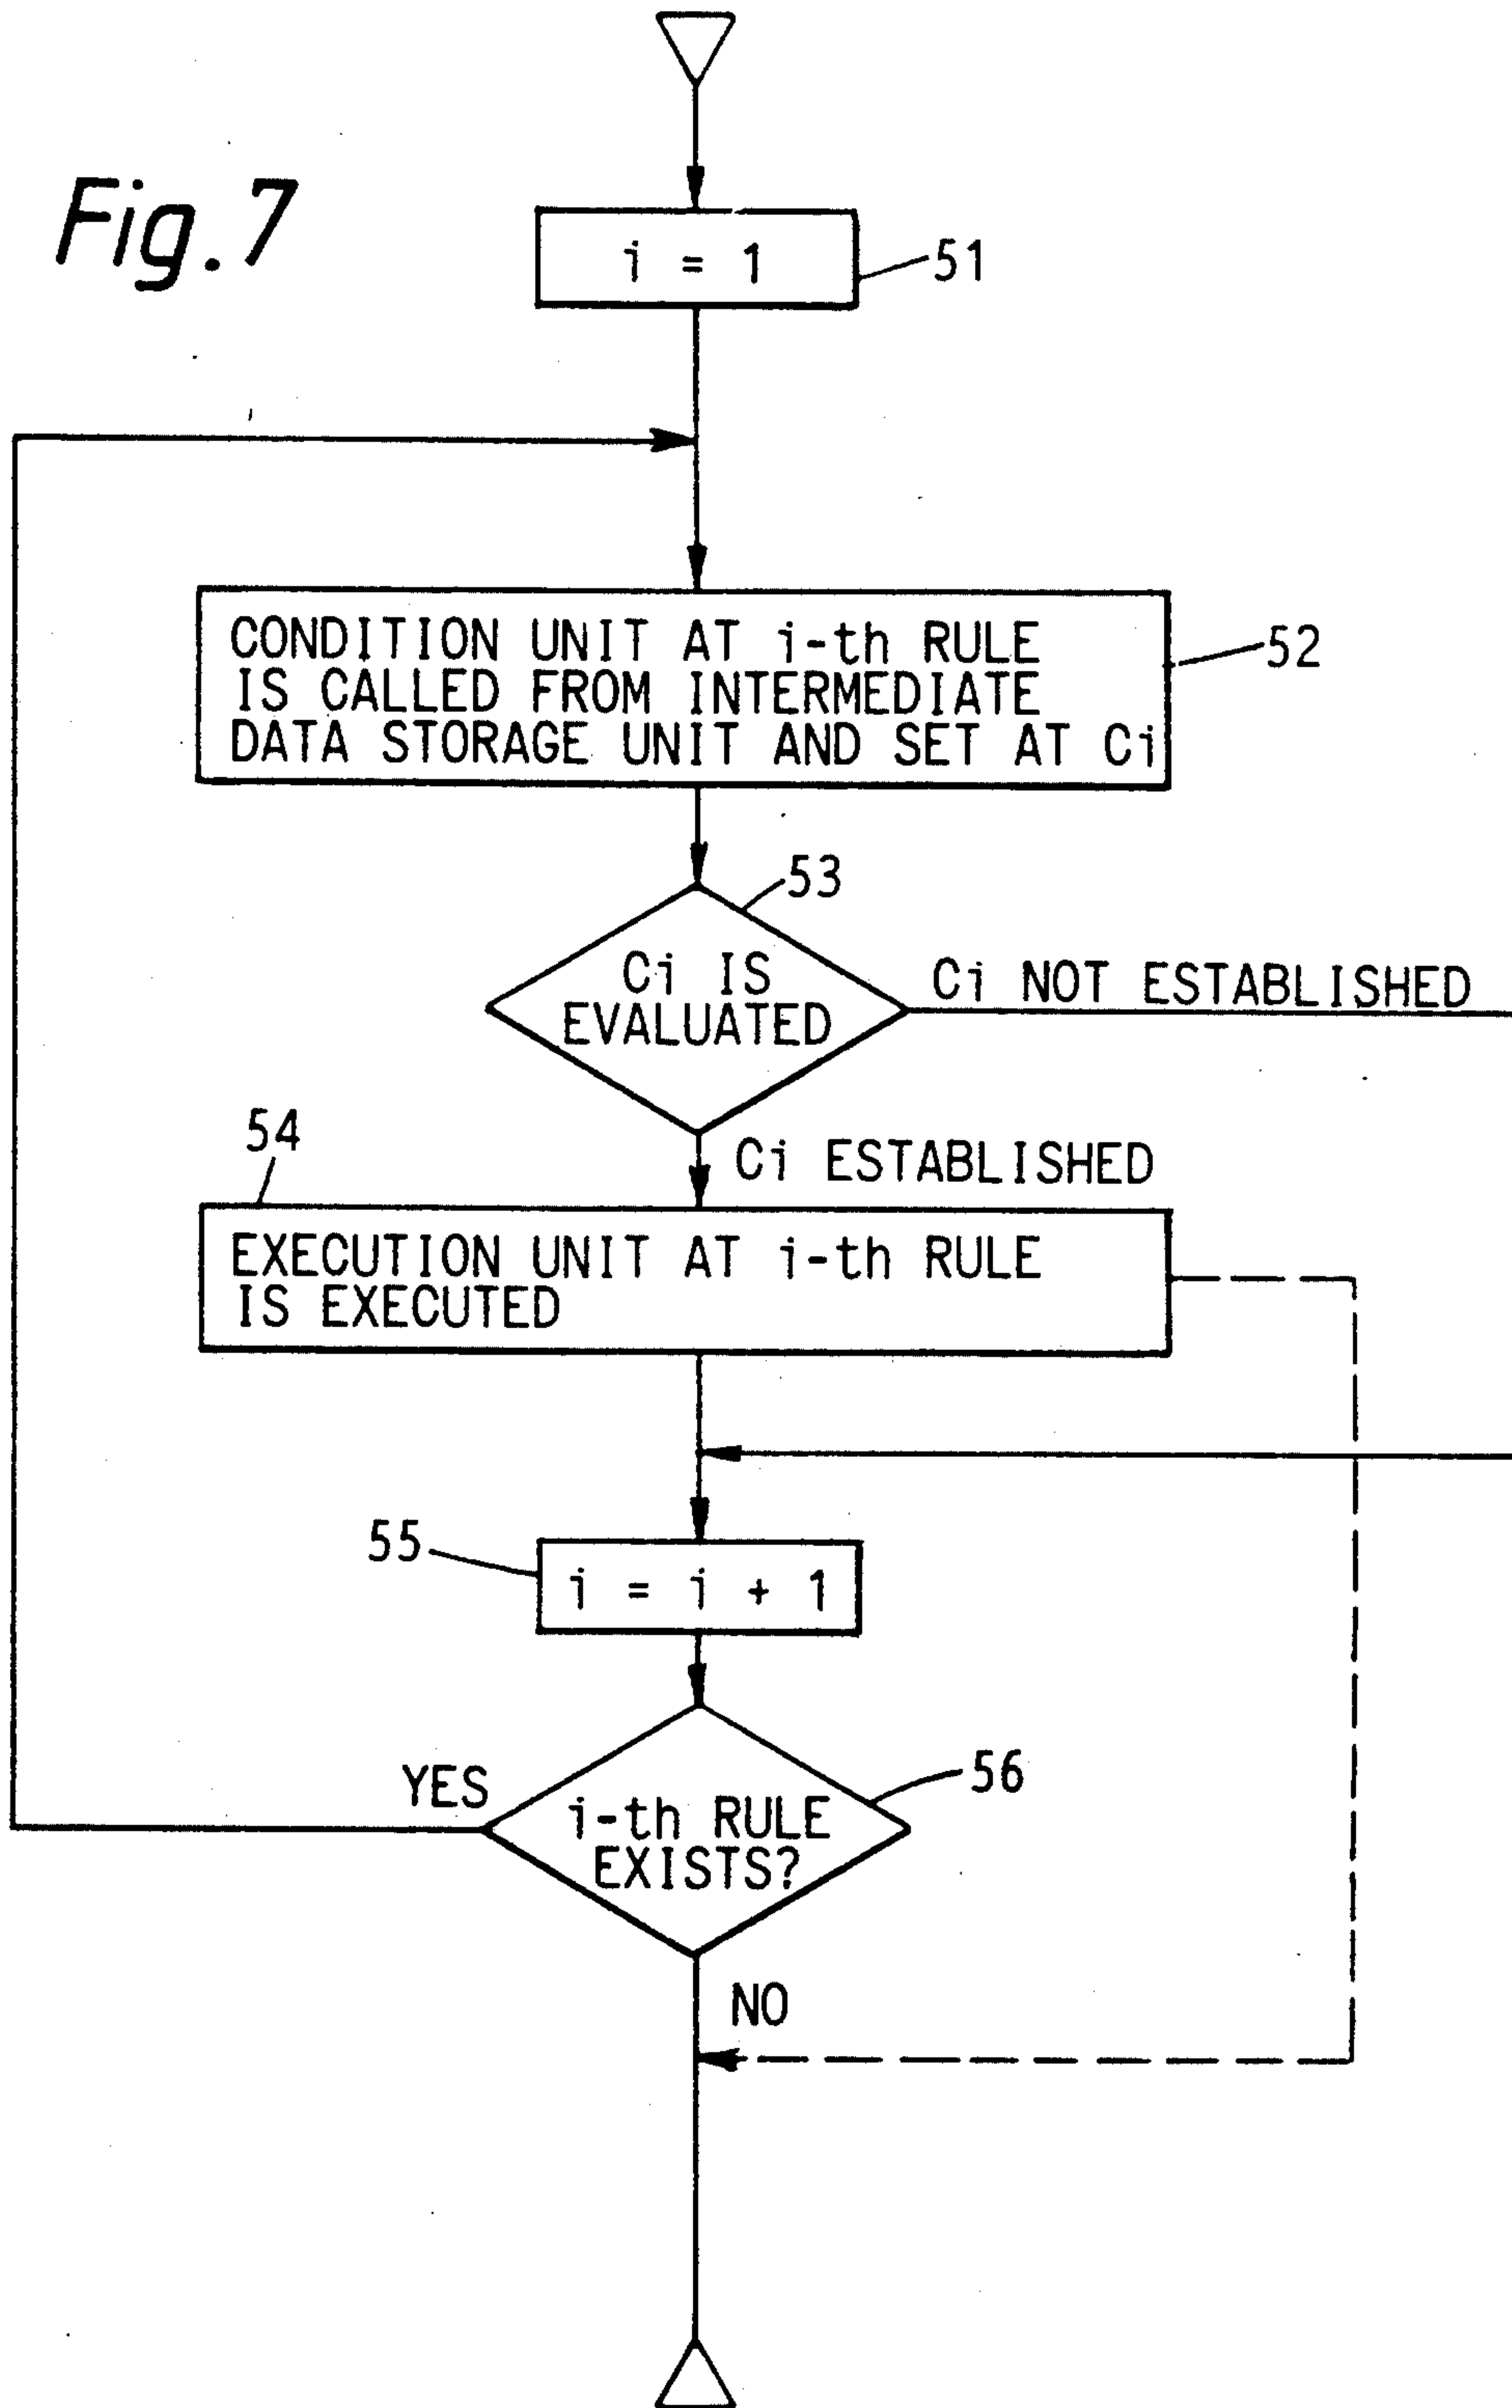 Fig. 7
i = 1
51
CONDITION UNIT AT i-th RULE
IS CALLED FROM INTERMEDIATE
DATA STORAGE UNIT AND SET AT Ci
52
53
Ci IS
EVALUATED
Ci NOT ESTABLISHED
Ci ESTABLISHED
54
EXECUTION UNIT AT i-th RULE
IS EXECUTED
55
i = i + 1
YES
56
i-th RULE
EXISTS?
NO